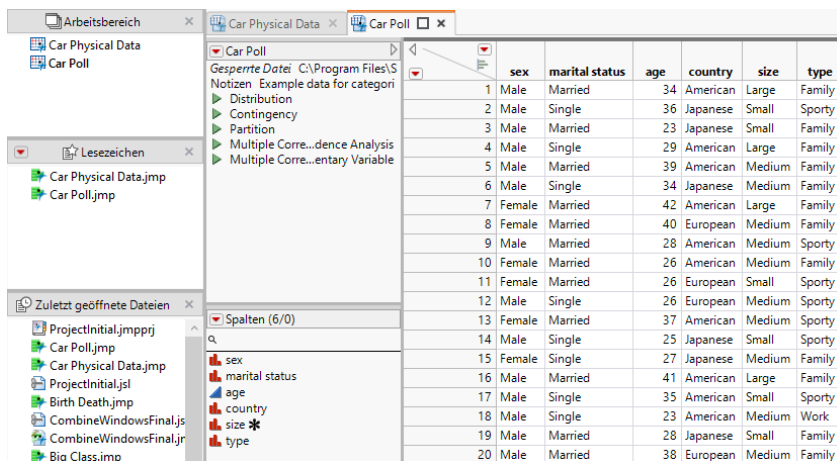 Arbeitsbereich
Car Physical Data
Car Poll
Lesezeichen
Car Physical Data.jmp
Car Poll.jmp
Zuletzt geöffnete Dateien
ProjectInitial.jmpprj
Car Poll.jmp
Car Physical Data.jmp
ProjectInitial.jsl
Birth Death.jmp
CombineWindowsFinal.js
CombineWindowsFinal.jr
Big Class.jmp
Car Physical Data
Car Poll
Car Poll
Gesperrte Datei C:\Program Files\S
Notizen Example data for categori
Distribution
Contingency
Partition
Multiple Corre...dence Analysis
Multiple Corre...entary Variable
Spalten (6/0)
sex
marital status
age
country
size
type
sex marital status age country size type
1 Male Married 34 American Large Family
2 Male Single 36 Japanese Small Sporty
3 Male Married 23 Japanese Small Family
4 Male Single 29 American Large Family
5 Male Married 39 American Medium Family
6 Male Single 34 Japanese Medium Family
7 Female Married 42 American Large Family
8 Female Married 40 European Medium Family
9 Male Married 28 American Medium Sporty
10 Female Married 26 American Medium Family
11 Female Married 26 European Small Sporty
12 Male Single 26 European Medium Sporty
13 Female Married 37 American Medium Sporty
14 Male Single 25 Japanese Small Sporty
15 Female Single 27 Japanese Medium Family
16 Male Married 41 American Large Family
17 Male Single 35 American Small Sporty
18 Male Single 23 American Medium Work
19 Male Married 28 Japanese Small Family
20 Male Married 38 European Medium Family